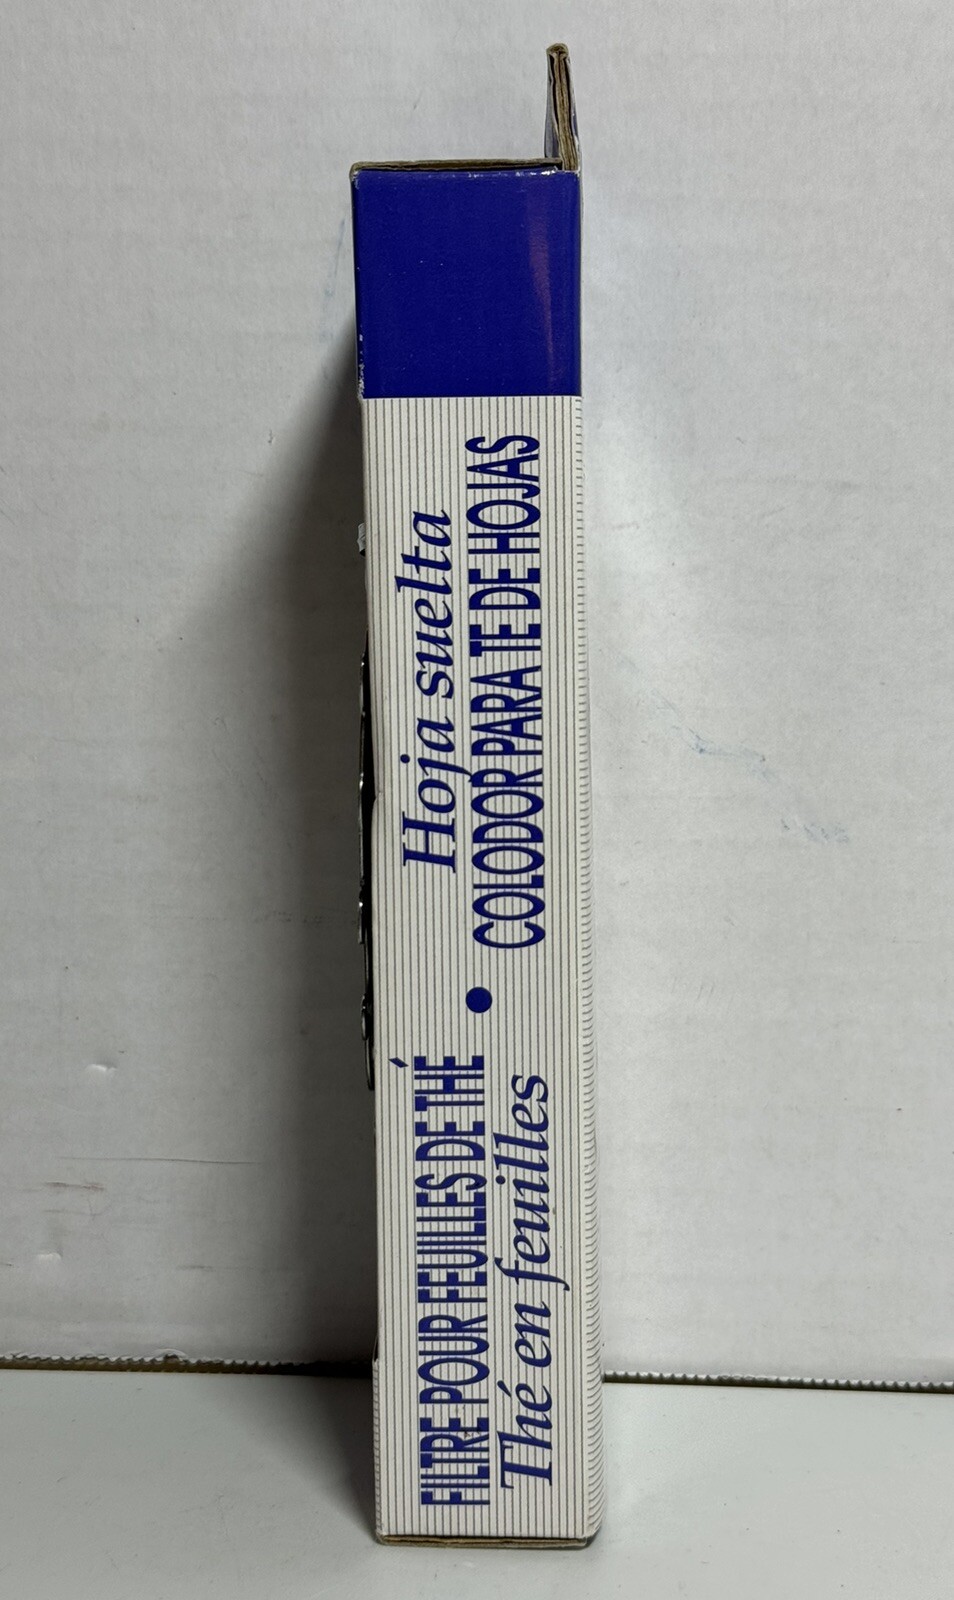 FILTRE POUR FEUILLES DE THÉ
Thé en feuilles
•
Hoja suelta
COLODOR PARA TE DE HOJAS